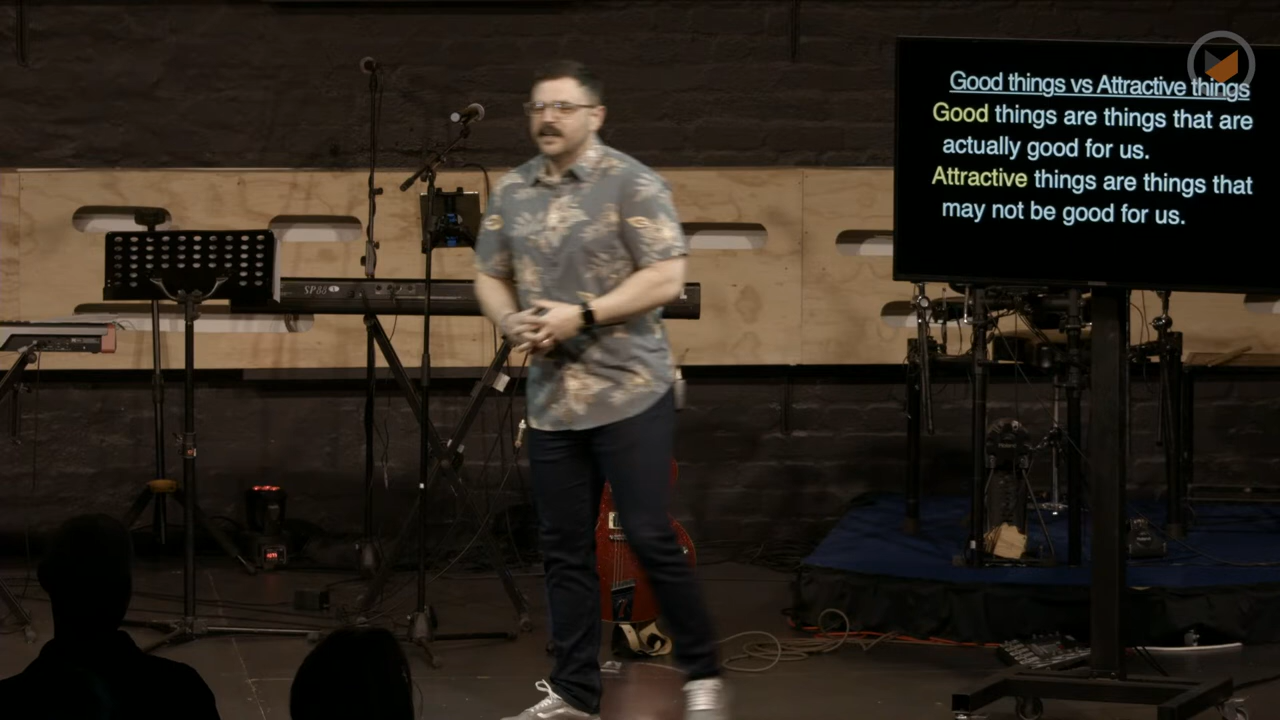 Good things vs Attractive things
Good things are things that are
actually good for us.
Attractive things are things that
may not be good for us.
SP88